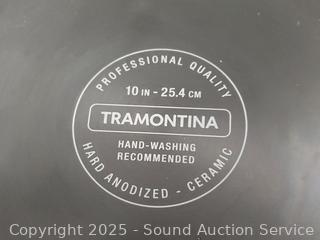 PROFESSIONAL QUALITY
10 IN - 25.4 CM
TRAMONTINA
HAND-WASHING
RECOMMENDED
HARD ANODIZED - CERAMIC
Copyright 2025 - Sound Auction Service